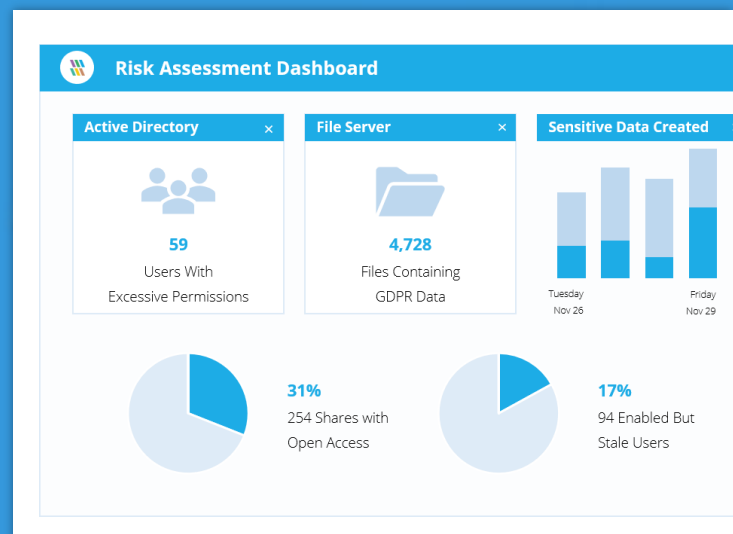 Risk Assessment Dashboard
Active Directory ×
59
Users With
Excessive Permissions
File Server ×
4,728
Files Containing
GDPR Data
Sensitive Data Created
Tuesday
Nov 26
Friday
Nov 29
31%
254 Shares with
Open Access
17%
94 Enabled But
Stale Users